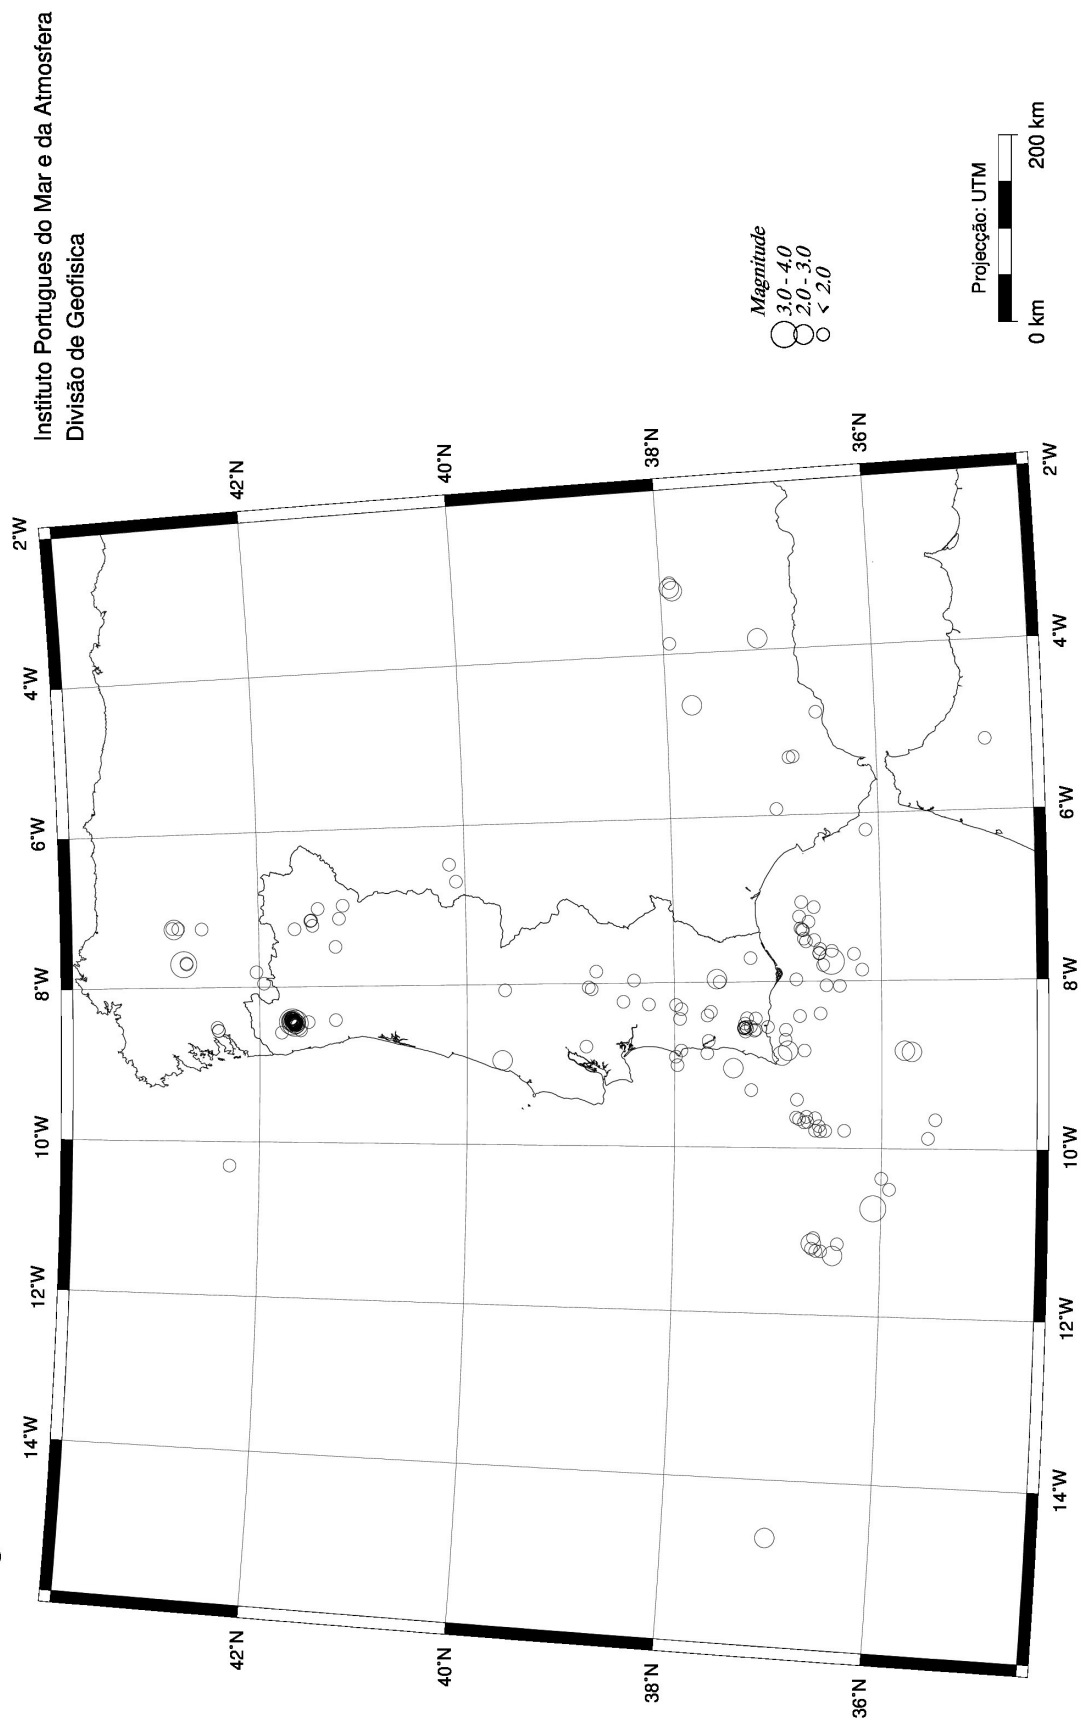 Instituto Portugues do Mar e da Atmosfera
Divisão de Geofisica
14°W
12°W
10°W
8°W
6°W
4°W
2°W
42°N
42°N
40°N
40°N
38°N
38°N
36°N
36°N
14°W
12°W
10°W
8°W
6°W
4°W
2°W
Magnitude
3.0 - 4.0
2.0 - 3.0
< 2.0
Projecção: UTM
0 km 200 km